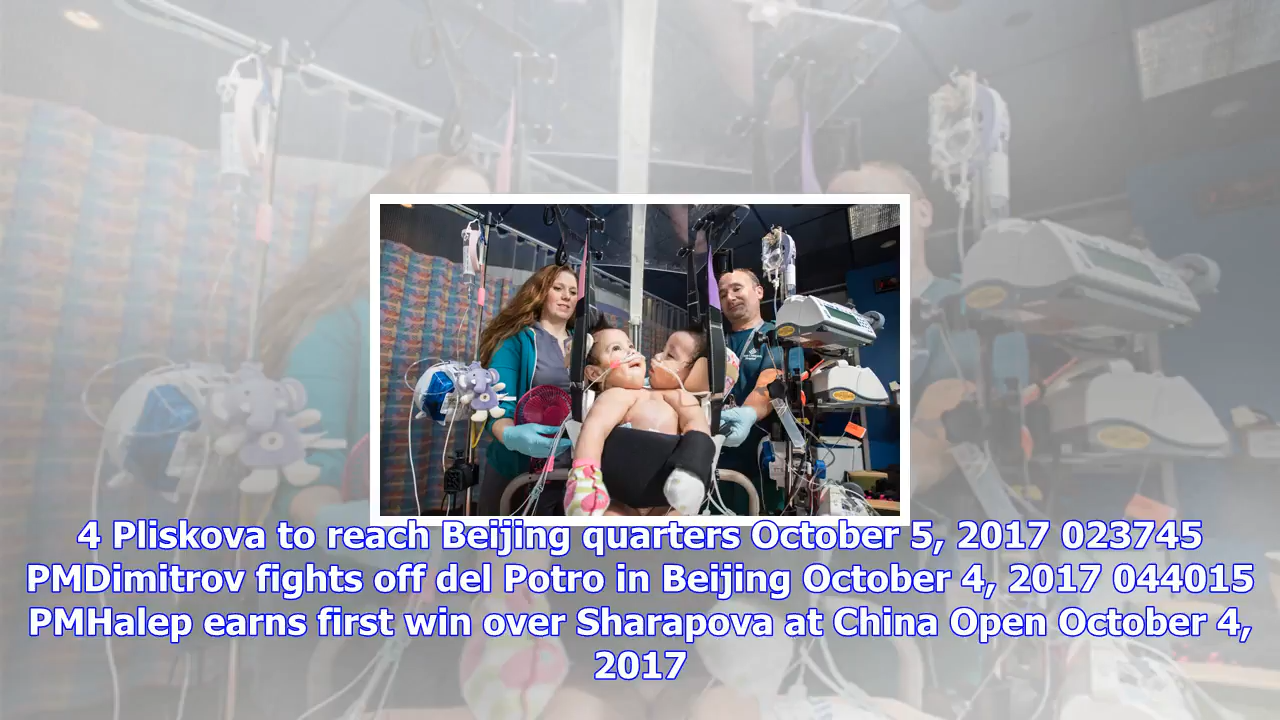 4 Pliskova to reach Beijing quarters October 5, 2017 023745
PMDimitrov fights off del Potro in Beijing October 4, 2017 044015
PMHalep earns first win over Sharapova at China Open October 4,
2017